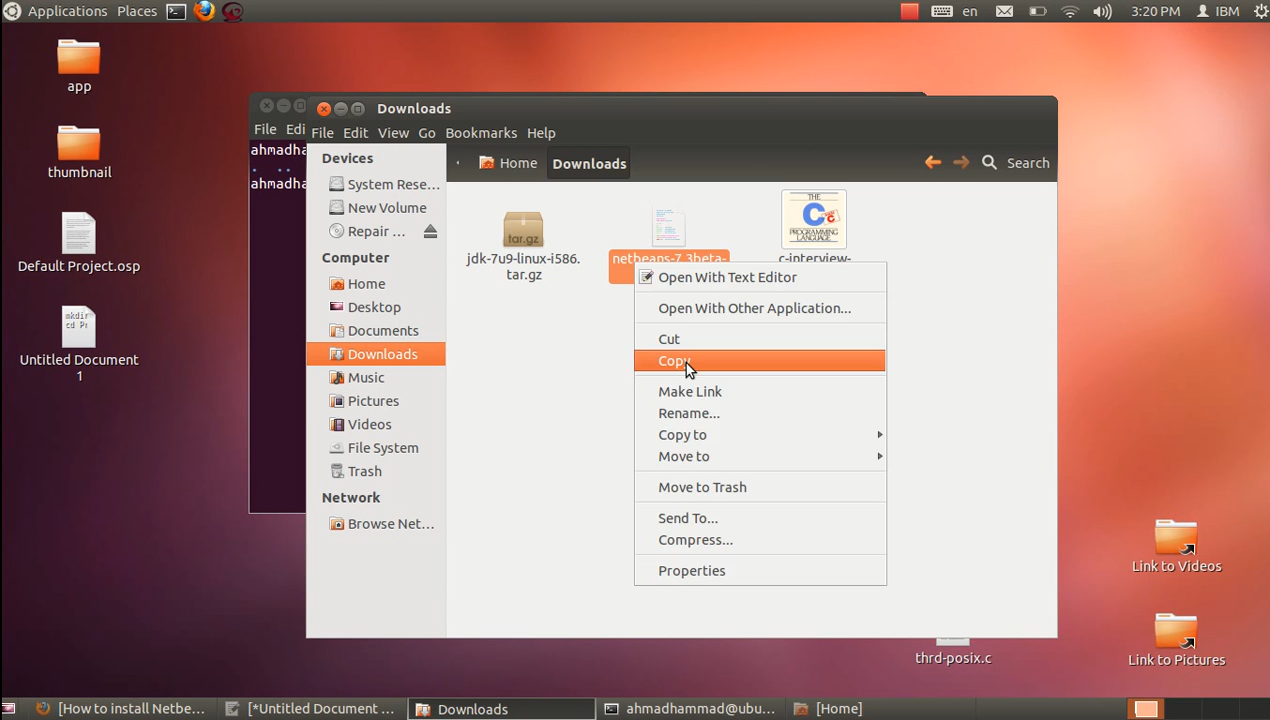 Applications Places
en
3:20 PM
IBM
app
thumbnail
Default Project.osp
mkdir
cd Pr
Untitled Document
1
File Edi
ahmadha
. ..
ahmadha
Downloads
File Edit View Go Bookmarks Help
Devices
System Rese...
New Volume
Repair ...
Computer
Home
Desktop
Documents
Downloads
Music
Pictures
Videos
File System
Trash
Network
Browse Net...
Home Downloads
Search
tar.gz
jdk-7u9-linux-i586.
tar.gz
netbeans-7.3beta-
THE
C
PROGRAMMING
LANGUAGE
c-interview-
Open With Text Editor
Open With Other Application...
Cut
Copy
Make Link
Rename...
Copy to
Move to
Move to Trash
Send To...
Compress...
Properties
Link to Videos
Link to Pictures
thrd-posix.c
[How to install Netbe...
[*Untitled Document ...
Downloads
ahmadhammad@ubu...
[Home]